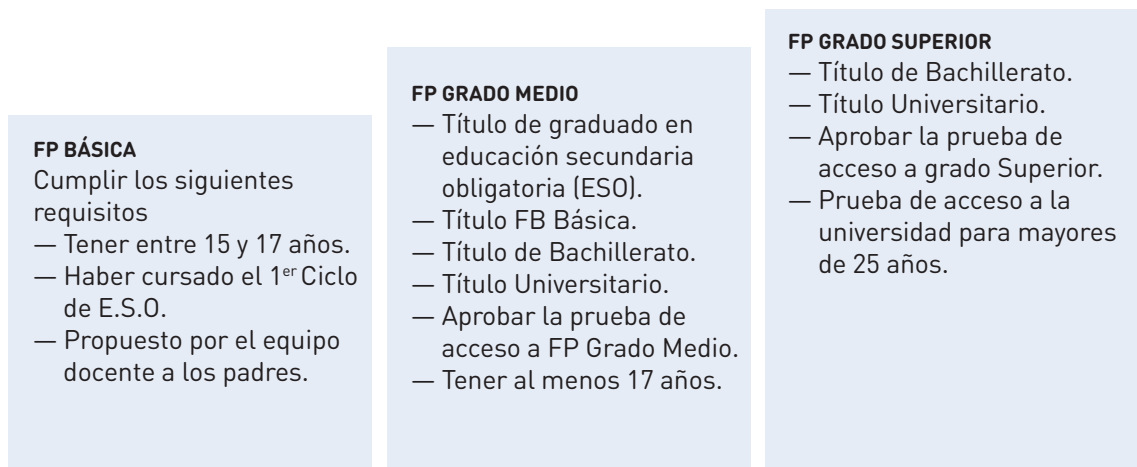 FP BÁSICA
Cumplir los siguientes
requisitos
— Tener entre 15 y 17 años.
— Haber cursado el 1er Ciclo
de E.S.O.
— Propuesto por el equipo
docente a los padres.
FP GRADO MEDIO
— Título de graduado en
educación secundaria
obligatoria (ESO).
— Título FB Básica.
— Título de Bachillerato.
— Título Universitario.
— Aprobar la prueba de
acceso a FP Grado Medio.
— Tener al menos 17 años.
FP GRADO SUPERIOR
— Título de Bachillerato.
— Título Universitario.
— Aprobar la prueba de
acceso a grado Superior.
— Prueba de acceso a la
universidad para mayores
de 25 años.